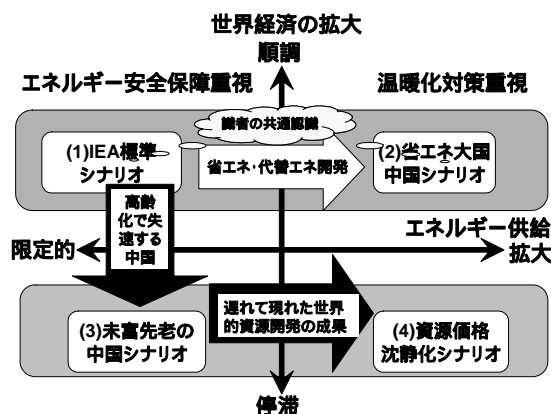 世界経済の拡大
順調
エネルギー安全保障重視
温暖化対策重視
識者の共通認識
(1)IEA標準
シナリオ
省エネ・代替エネ開発
(2)省エネ大国
中国シナリオ
高齢
化で失
速する
中国
限定的
エネルギー供給
拡大
遅れて現れた世界
的資源開発の成果
(3)未富先老の
中国シナリオ
(4)資源価格
沈静化シナリオ
停滞